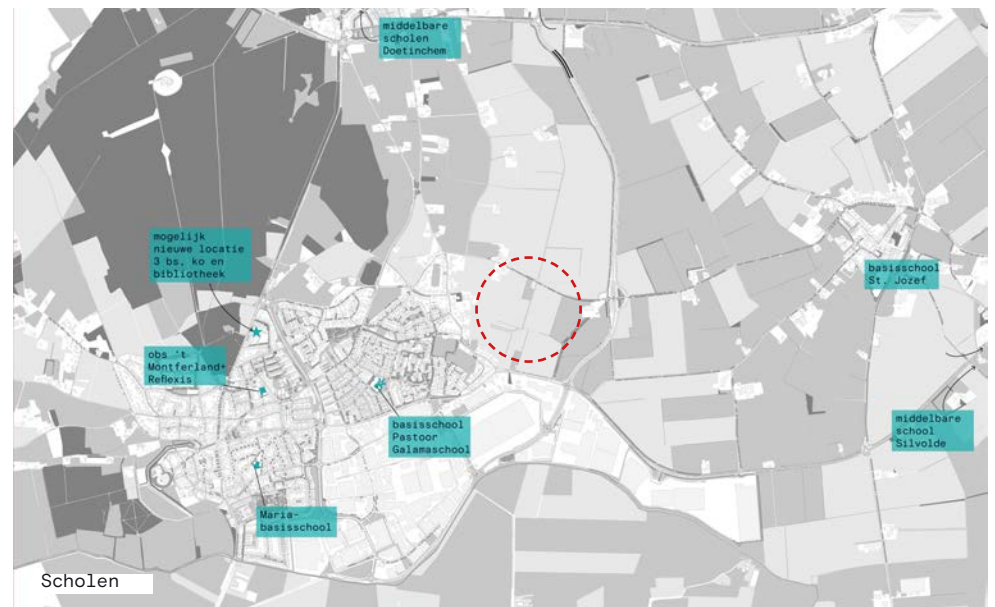 middelbare
scholen
Doetinchem
mogelijk
nieuwe locatie
3 bs, ko en
bibliotheek
basisschool
St. Jozef
obs 't
Montferland+
Reflexis
basisschool
Pastoor
Galamaschool
middelbare
school
Silvolde
Maria-
basisschool
Scholen